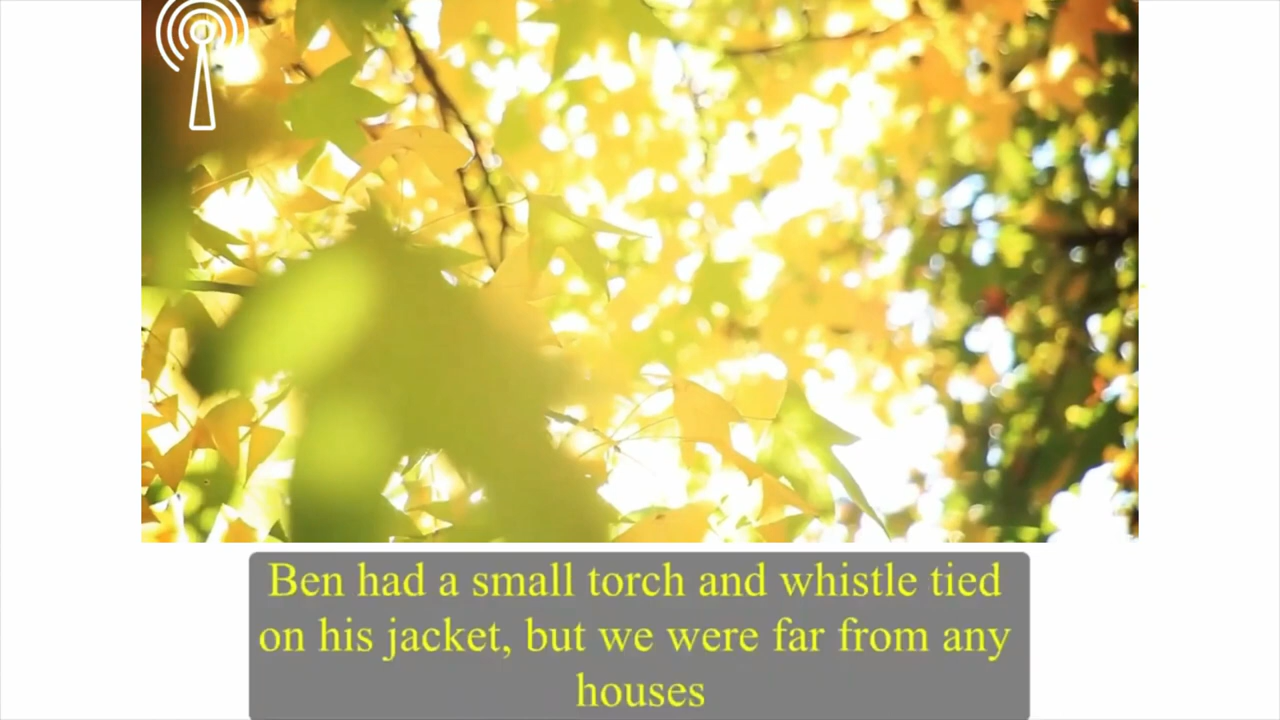 Ben had a small torch and whistle tied
on his jacket, but we were far from any
houses